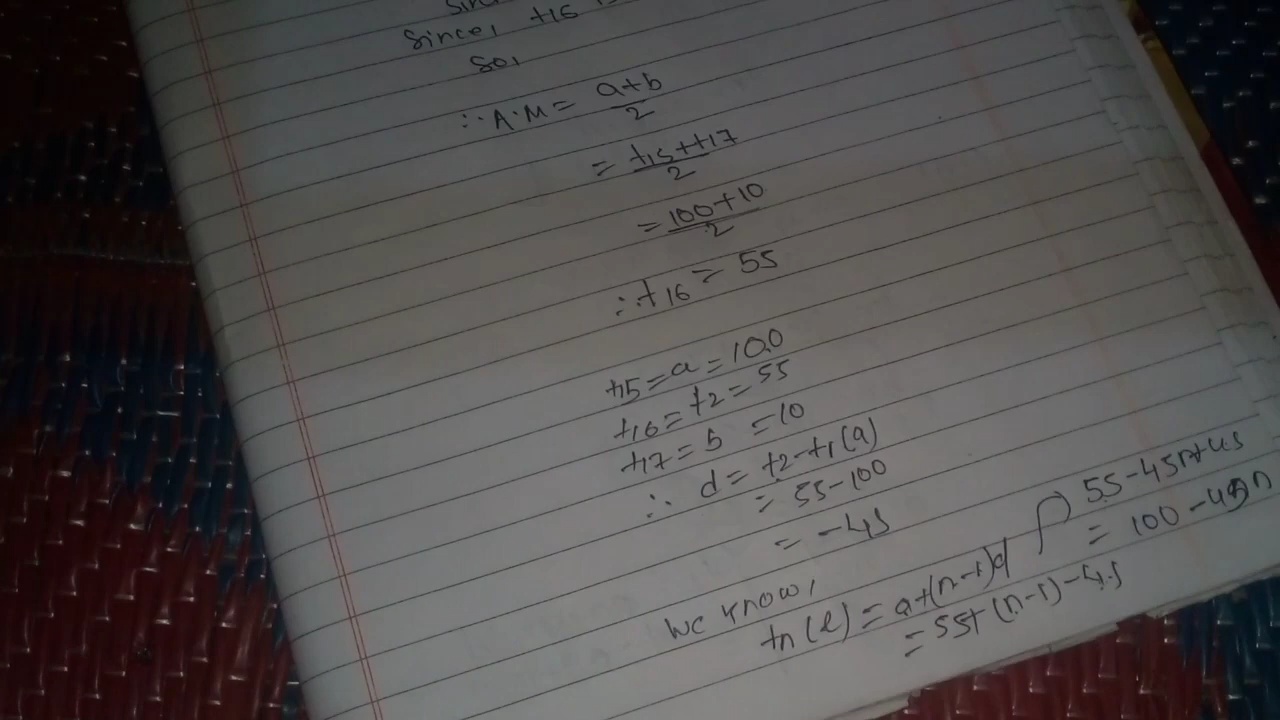 Since, t16
So,
∴ A.M = a+b/2
= t15+t17/2
= 100+10/2
∴ t16 = 55
t15 = a = 100
t16 = t2 = 55
t17 = b = 10
∴ d = t2-t1(a)
= 55-100
= -45
We know,
tn(l) = a+(n-1)d
= 55+(n-1)-45
55-45n+45
= 100-45n